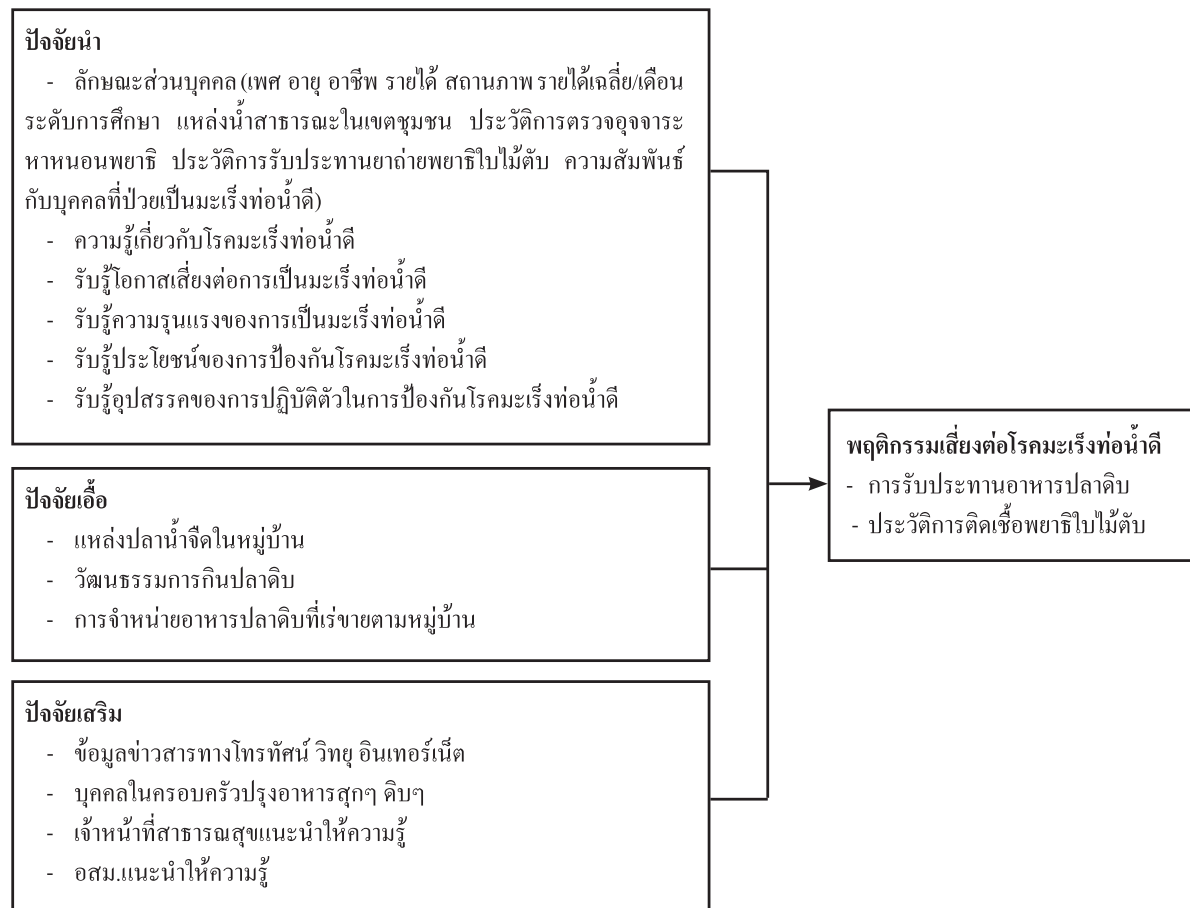 ปัจจัยนำ
- ลักษณะส่วนบุคคล (เพศ อายุ อาชีพ รายได้ สถานภาพ รายได้เฉลี่ย/เดือน
ระดับการศึกษา แหล่งน้ำสาธารณะในเขตชุมชน ประวัติการตรวจอุจจาระ
หาหนอนพยาธิ ประวัติการรับประทานยาถ่ายพยาธิใบไม้ตับ ความสัมพันธ์
กับบุคคลที่ป่วยเป็นมะเร็งท่อน้ำดี)
- ความรู้เกี่ยวกับโรคมะเร็งท่อน้ำดี
- รับรู้โอกาสเสี่ยงต่อการเป็นมะเร็งท่อน้ำดี
- รับรู้ความรุนแรงของการเป็นมะเร็งท่อน้ำดี
- รับรู้ประโยชน์ของการป้องกันโรคมะเร็งท่อน้ำดี
- รับรู้อุปสรรคของการปฏิบัติตัวในการป้องกันโรคมะเร็งท่อน้ำดี
ปัจจัยเอื้อ
- แหล่งปลาน้ำจืดในหมู่บ้าน
- วัฒนธรรมการกินปลาดิบ
- การจำหน่ายอาหารปลาดิบที่เร่ขายตามหมู่บ้าน
ปัจจัยเสริม
- ข้อมูลข่าวสารทางโทรทัศน์ วิทยุ อินเทอร์เน็ต
- บุคคลในครอบครัวปรุงอาหารสุกๆ ดิบๆ
- เจ้าหน้าที่สาธารณสุขแนะนำให้ความรู้
- อสม.แนะนำให้ความรู้
พฤติกรรมเสี่ยงต่อโรคมะเร็งท่อน้ำดี
- การรับประทานอาหารปลาดิบ
- ประวัติการติดเชื้อพยาธิใบไม้ตับ